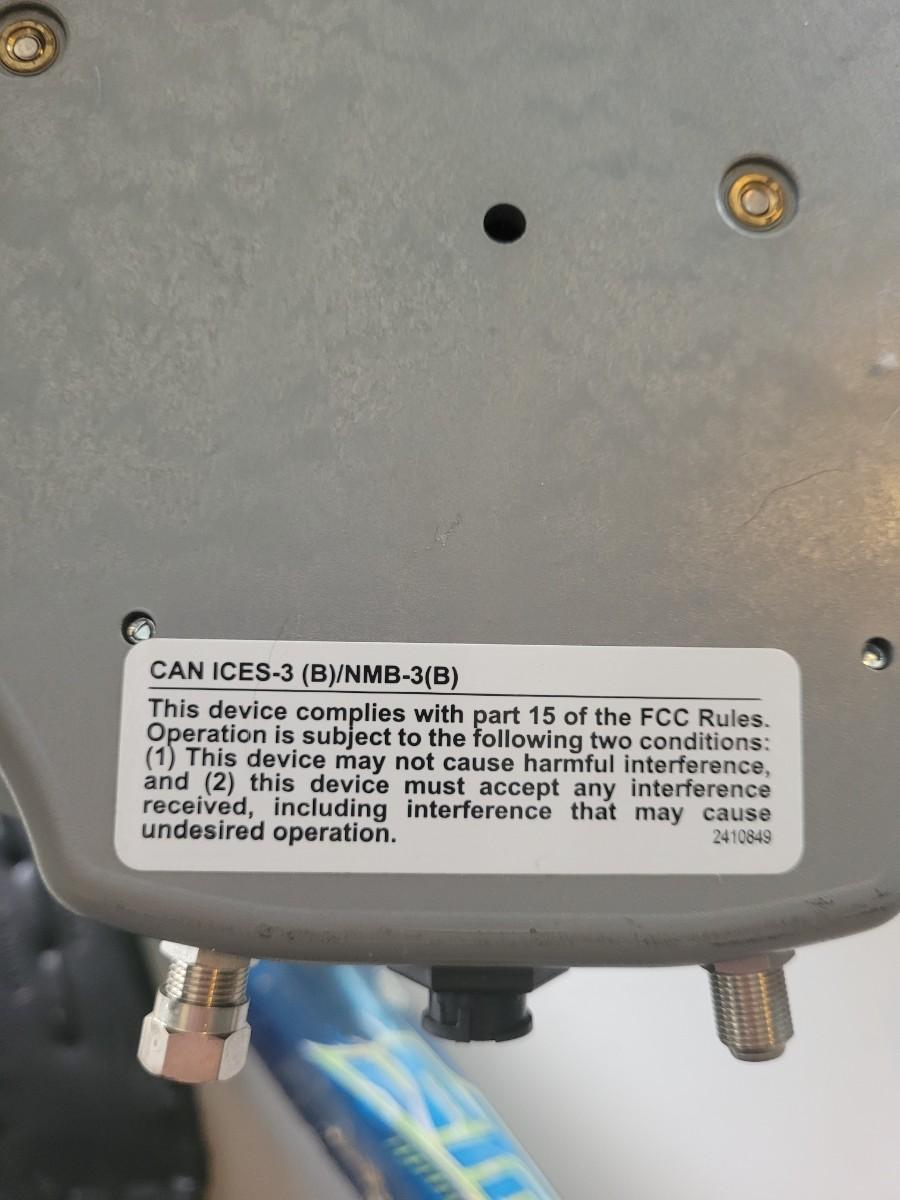 CAN ICES-3 (B)/NMB-3(B)
This device complies with part 15 of the FCC Rules.
Operation is subject to the following two conditions:
(1) This device may not cause harmful interference,
and (2) this device must accept any interference
received, including interference that may cause
undesired operation. 2410849